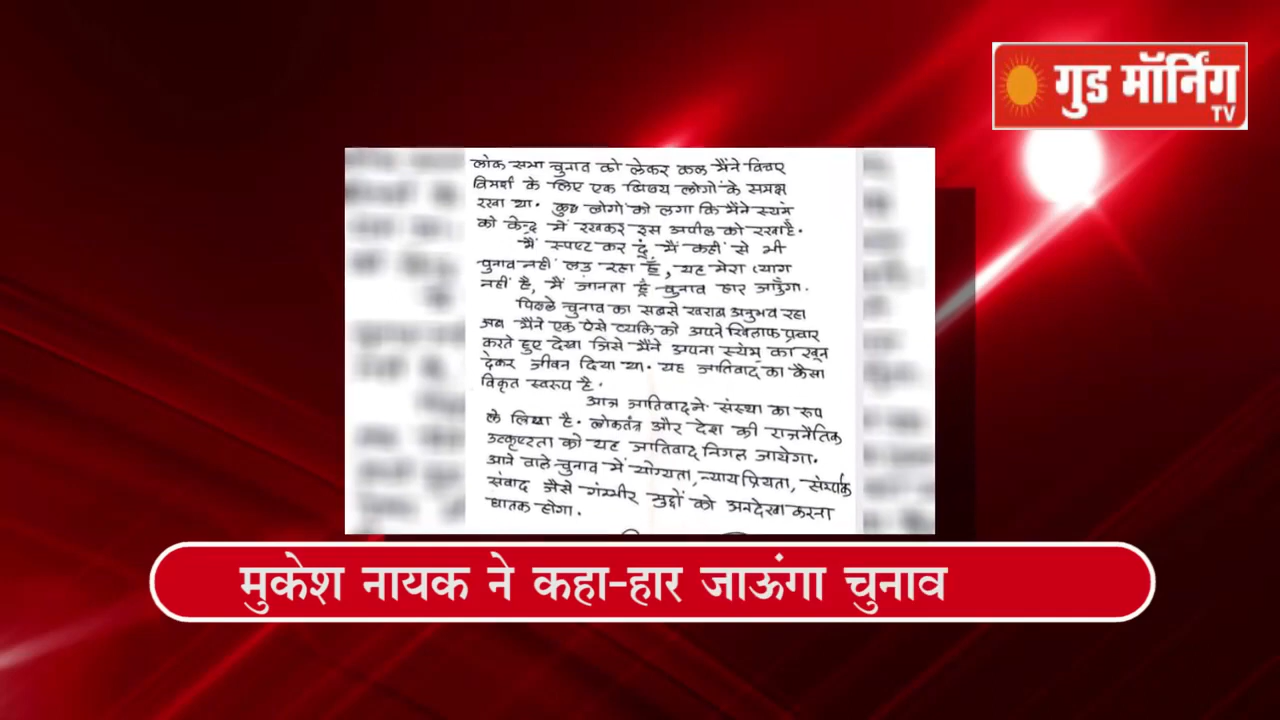 गुड मॉर्निंग
TV
लोक सभा चुनाव को लेकर कल मैंने विचार
विमर्श के लिए एक विषय लोगों के समक्ष
रखा था. कुछ लोगों को लगा कि मैंने स्यमं
को केन्द्र में रखकर इस अपील को रखा है.
मैं स्पष्ट कर दूं मैं कहीं से भी
चुनाव नहीं लड़ रहा हूँ, यह मेरा त्याग
नहीं है, मैं जानता हूँ चुनाव हार जाउँगा.
पिछले चुनाव का सबसे खराब अनुभव रहा
जब मैंने एक ऐसे व्यक्ति को अपने खिलाफ प्रचार
करते हुए देखा जिसे मैंने अपना स्यंम का खून
देकर जीवन दिया था. यह जातिवाद का कैसा
विकृत स्वरूप है.
आज जातिवाद ने संस्था का रूप
ले लिया है. लोकतंत्र और देश की राजनैतिक
उत्कृष्टता को यह जातिवाद निगल जायेगा.
आने वाले चुनाव में योग्यता, न्याय प्रियता, संम्पर्क
संवाद जैसे गंम्भीर मुद्दों को अनदेखा करना
घातक होगा.
मुकेश नायक ने कहा-हार जाऊंगा चुनाव